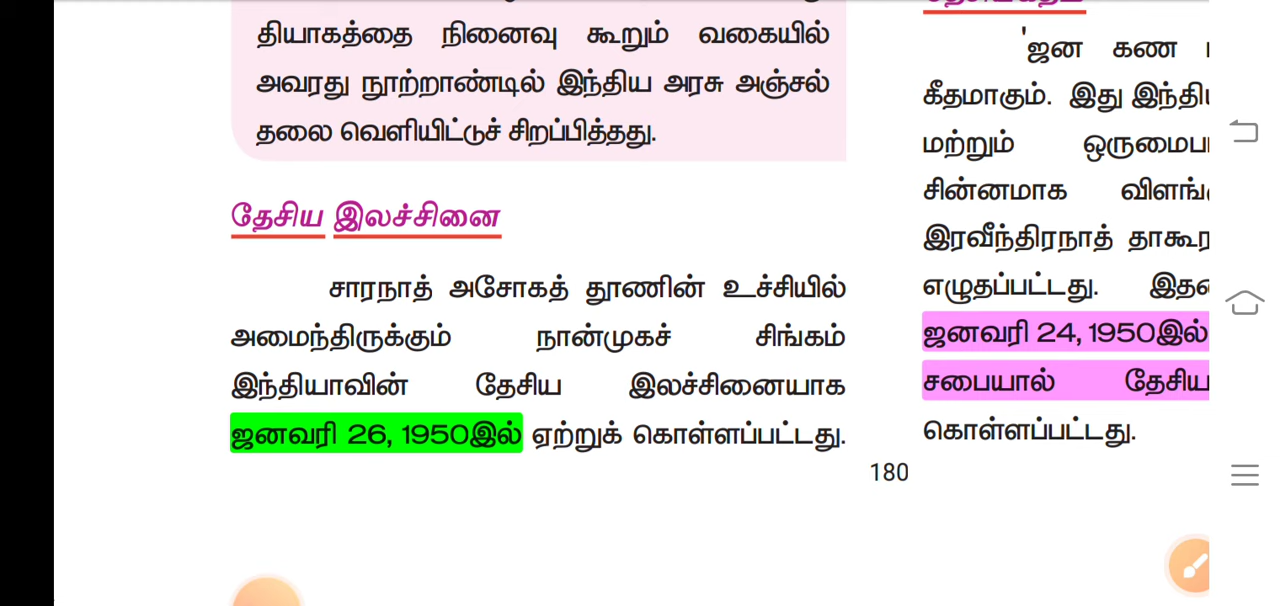 தியாகத்தை நினைவு கூறும் வகையில்
அவரது நூற்றாண்டில் இந்திய அரசு அஞ்சல்
தலை வெளியிட்டுச் சிறப்பித்தது.
தேசிய இலச்சினை
சாரநாத் அசோகத் தூணின் உச்சியில்
அமைந்திருக்கும் நான்முகச் சிங்கம்
இந்தியாவின் தேசிய இலச்சினையாக
ஜனவரி 26, 1950இல் ஏற்றுக் கொள்ளப்பட்டது.
'ஜன கண
கீதமாகும். இது
மற்றும்
சின்னமாக
இரவீந்திரநாத்
எழுதப்பட்டது.
ஜனவரி 24, 1950இல்
சபையால் தேசிய
கொள்ளப்பட்டது.
180